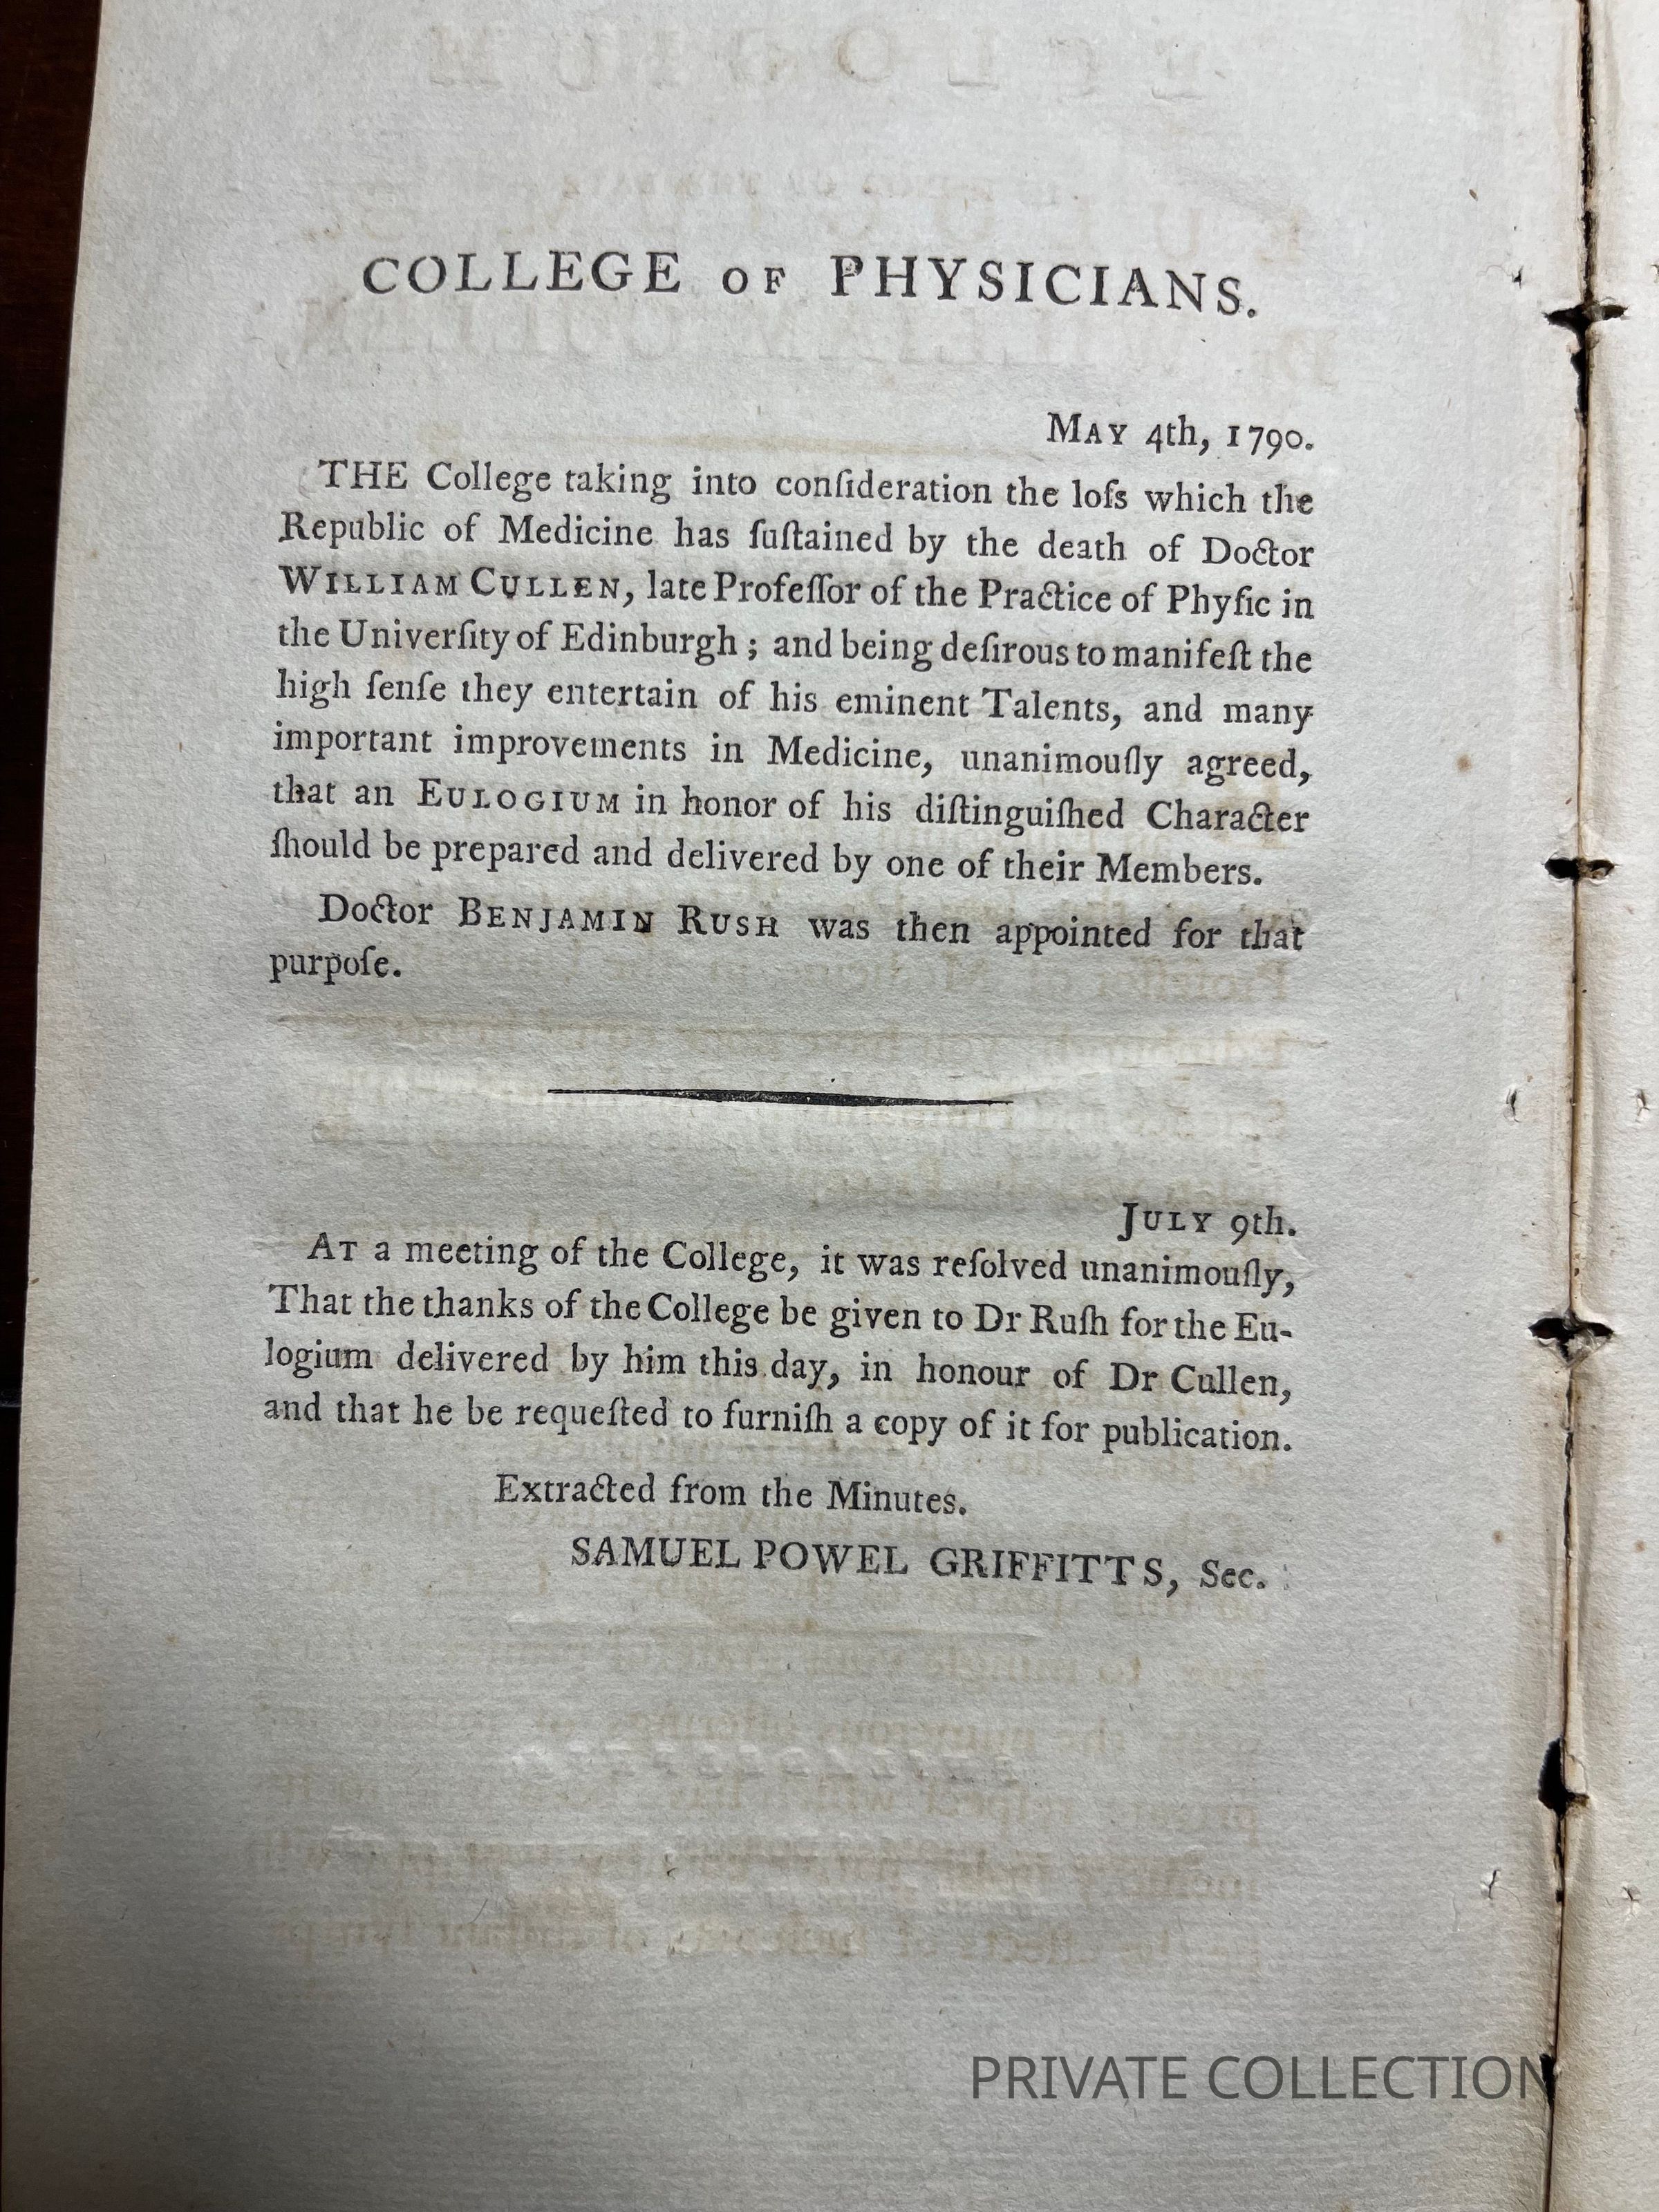 COLLEGE OF PHYSICIANS.
MAY 4th, 1790.
THE College taking into conſideration the loſs which the
Republic of Medicine has ſuſtained by the death of Doctor
WILLIAM CULLEN, late Profeſſor of the Practice of Phyſic in
the Univerſity of Edinburgh; and being deſirous to manifeſt the
high ſenſe they entertain of his eminent Talents, and many
important improvements in Medicine, unanimouſly agreed,
that an EULOGIUM in honor of his diſtinguiſhed Character
ſhould be prepared and delivered by one of their Members.
Doctor BENJAMIN RUSH was then appointed for that
purpoſe.
JULY 9th.
AT a meeting of the College, it was reſolved unanimouſly,
That the thanks of the College be given to Dr Ruſh for the Eu-
logium delivered by him this day, in honour of Dr Cullen,
and that he be requeſted to furniſh a copy of it for publication.
Extracted from the Minutes.
SAMUEL POWEL GRIFFITTS, Sec.
PRIVATE COLLECTION